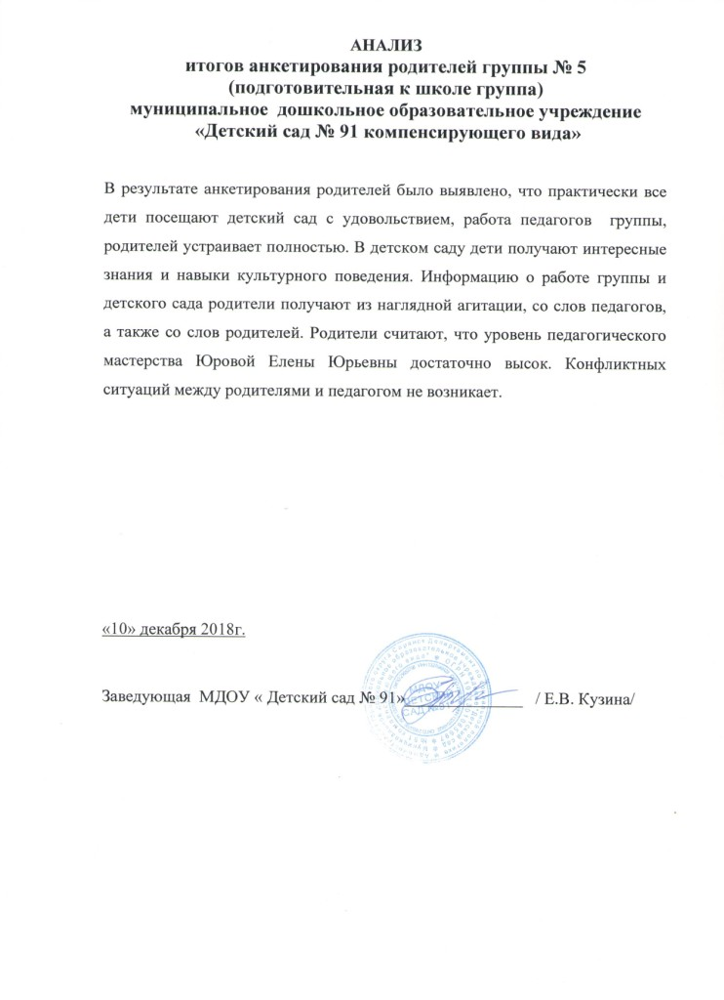 АНАЛИЗ
итогов анкетирования родителей группы № 5
(подготовительная к школе группа)
муниципальное дошкольное образовательное учреждение
«Детский сад № 91 компенсирующего вида»
В результате анкетирования родителей было выявлено, что практически все
дети посещают детский сад с удовольствием, работа педагогов группы,
родителей устраивает полностью. В детском саду дети получают интересные
знания и навыки культурного поведения. Информацию о работе группы и
детского сада родители получают из наглядной агитации, со слов педагогов,
а также со слов родителей. Родители считают, что уровень педагогического
мастерства Юровой Елены Юрьевны достаточно высок. Конфликтных
ситуаций между родителями и педагогом не возникает.
«10» декабря 2018г.
Заведующая МДОУ « Детский сад № 91»______________ / Е.В. Кузина/
МДОУ
ДЕТСКИЙ
САД